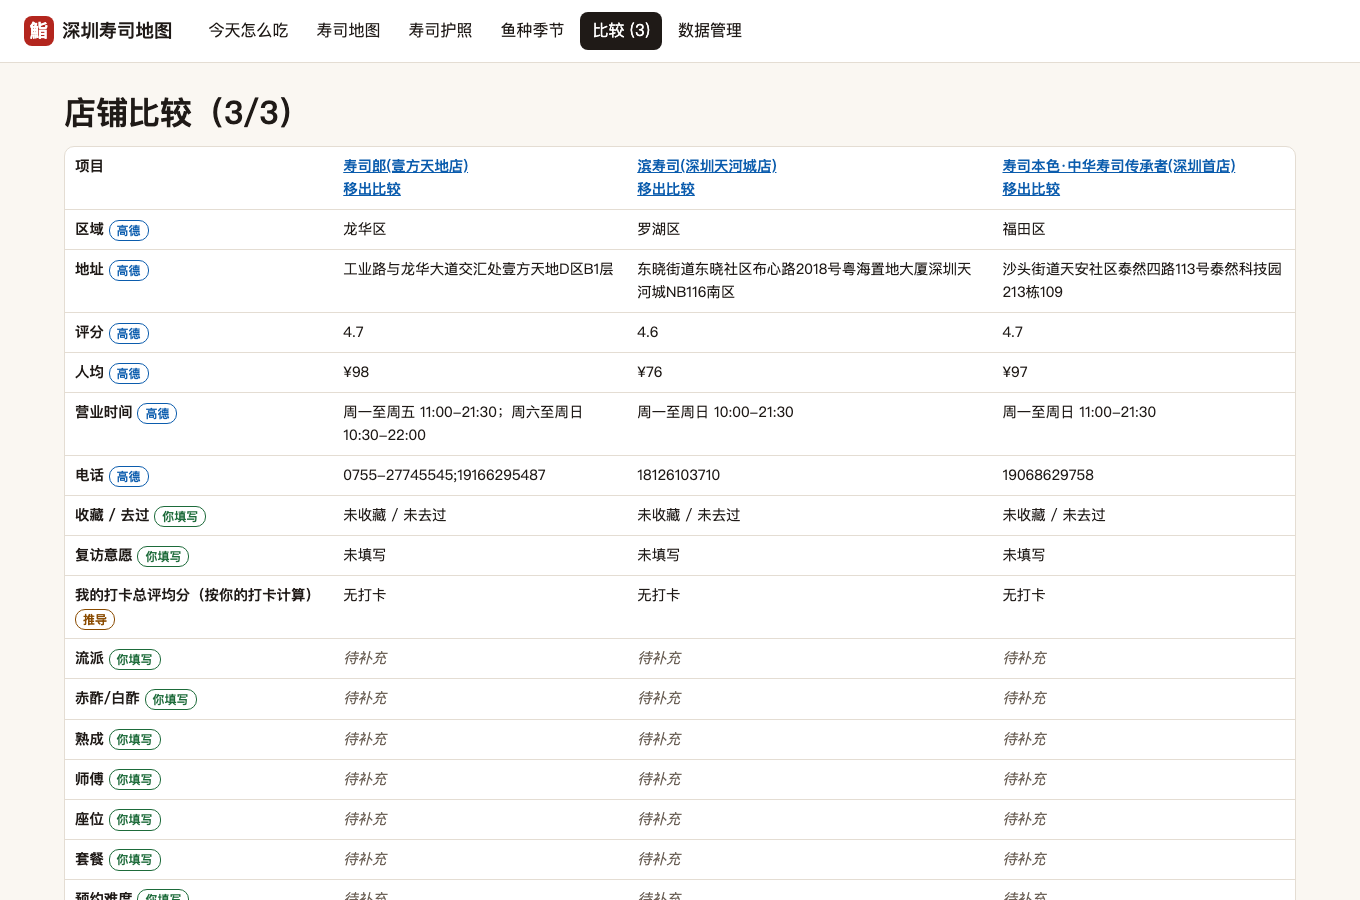 鮨 深圳寿司地图 今天怎么吃 寿司地图 寿司护照 鱼种季节 比较 (3) 数据管理
店铺比较（3/3）
项目 寿司郎(壹方天地店) 滨寿司(深圳天河城店) 寿司本色·中华寿司传承者(深圳首店)
移出比较 移出比较 移出比较
区域 高德 龙华区 罗湖区 福田区
地址 高德 工业路与龙华大道交汇处壹方天地D区B1层 东晓街道东晓社区布心路2018号粤海置地大厦深圳天 沙头街道天安社区泰然四路113号泰然科技园
河城NB116南区 213栋109
评分 高德 4.7 4.6 4.7
人均 高德 ¥98 ¥76 ¥97
营业时间 高德 周一至周五 11:00–21:30；周六至周日 周一至周日 10:00–21:30 周一至周日 11:00–21:30
10:30–22:00
电话 高德 0755-27745545;19166295487 18126103710 19068629758
收藏 / 去过 你填写 未收藏 / 未去过 未收藏 / 未去过 未收藏 / 未去过
复访意愿 你填写 未填写 未填写 未填写
我的打卡总评均分（按你的打卡计算） 无打卡 无打卡 无打卡
推导
流派 你填写 待补充 待补充 待补充
赤酢/白酢 你填写 待补充 待补充 待补充
熟成 你填写 待补充 待补充 待补充
师傅 你填写 待补充 待补充 待补充
座位 你填写 待补充 待补充 待补充
套餐 你填写 待补充 待补充 待补充
预约难度 你填写 待补充 待补充 待补充